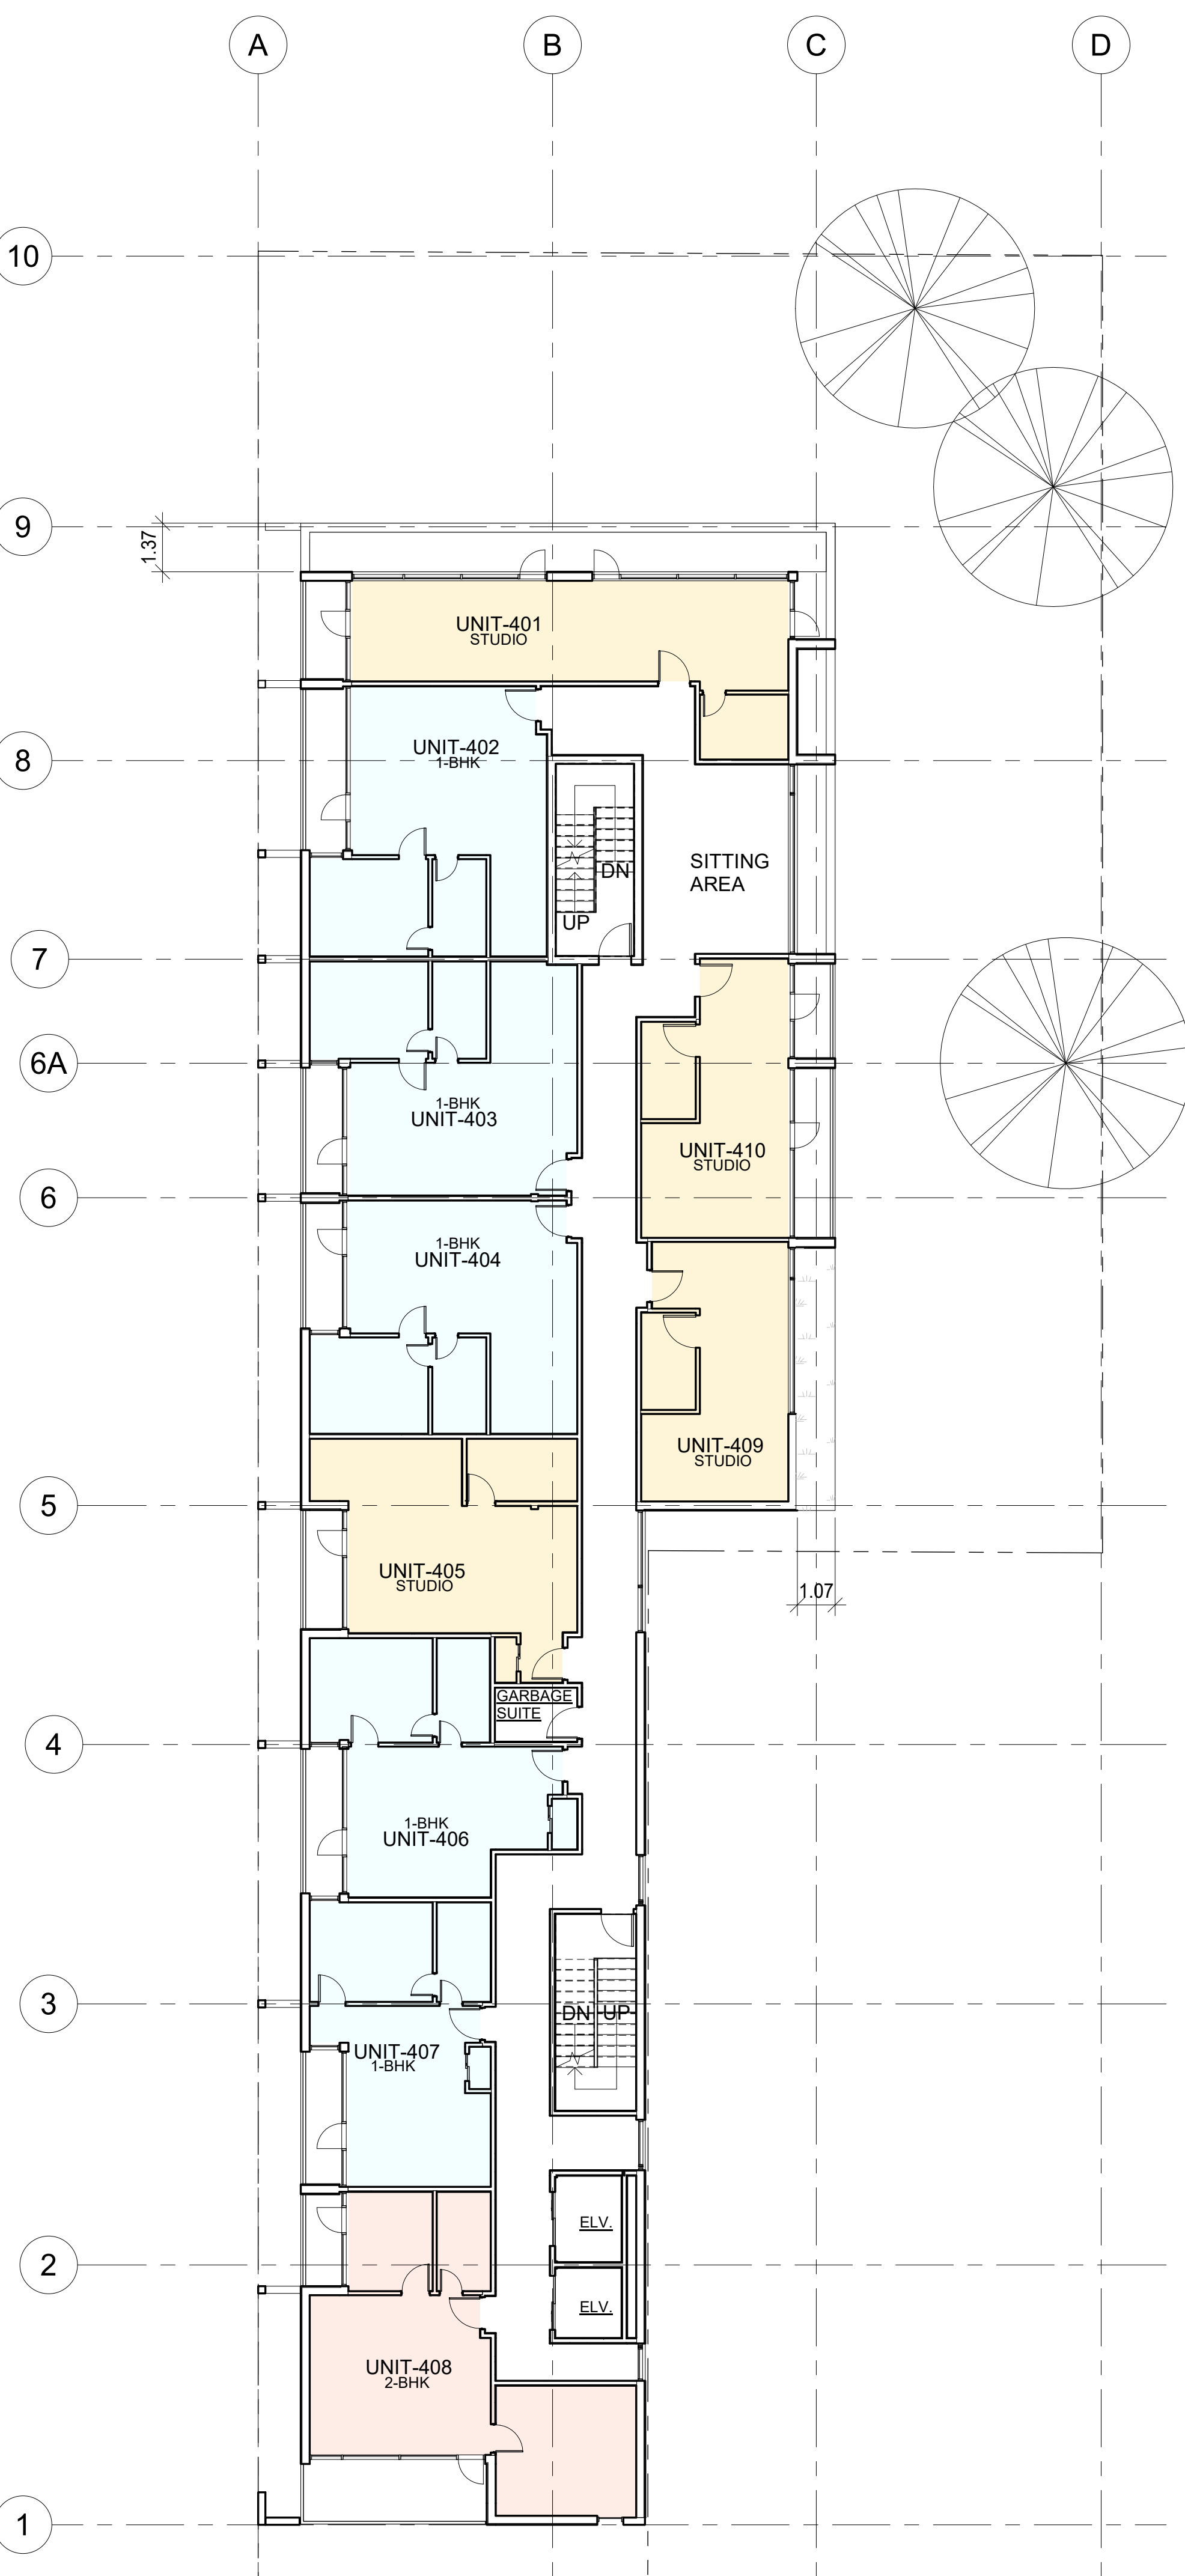 A
B
C
D
10
9
1.37
UNIT-401
STUDIO
UNIT-402
1-BHK
8
SITTING
AREA
DN
UP
7
6A
1-BHK
UNIT-403
UNIT-410
STUDIO
6
1-BHK
UNIT-404
UNIT-409
STUDIO
5
UNIT-405
STUDIO
1.07
GARBAGE
SUITE
4
1-BHK
UNIT-406
3
DN UP
UNIT-407
1-BHK
ELV.
2
ELV.
UNIT-408
2-BHK
1